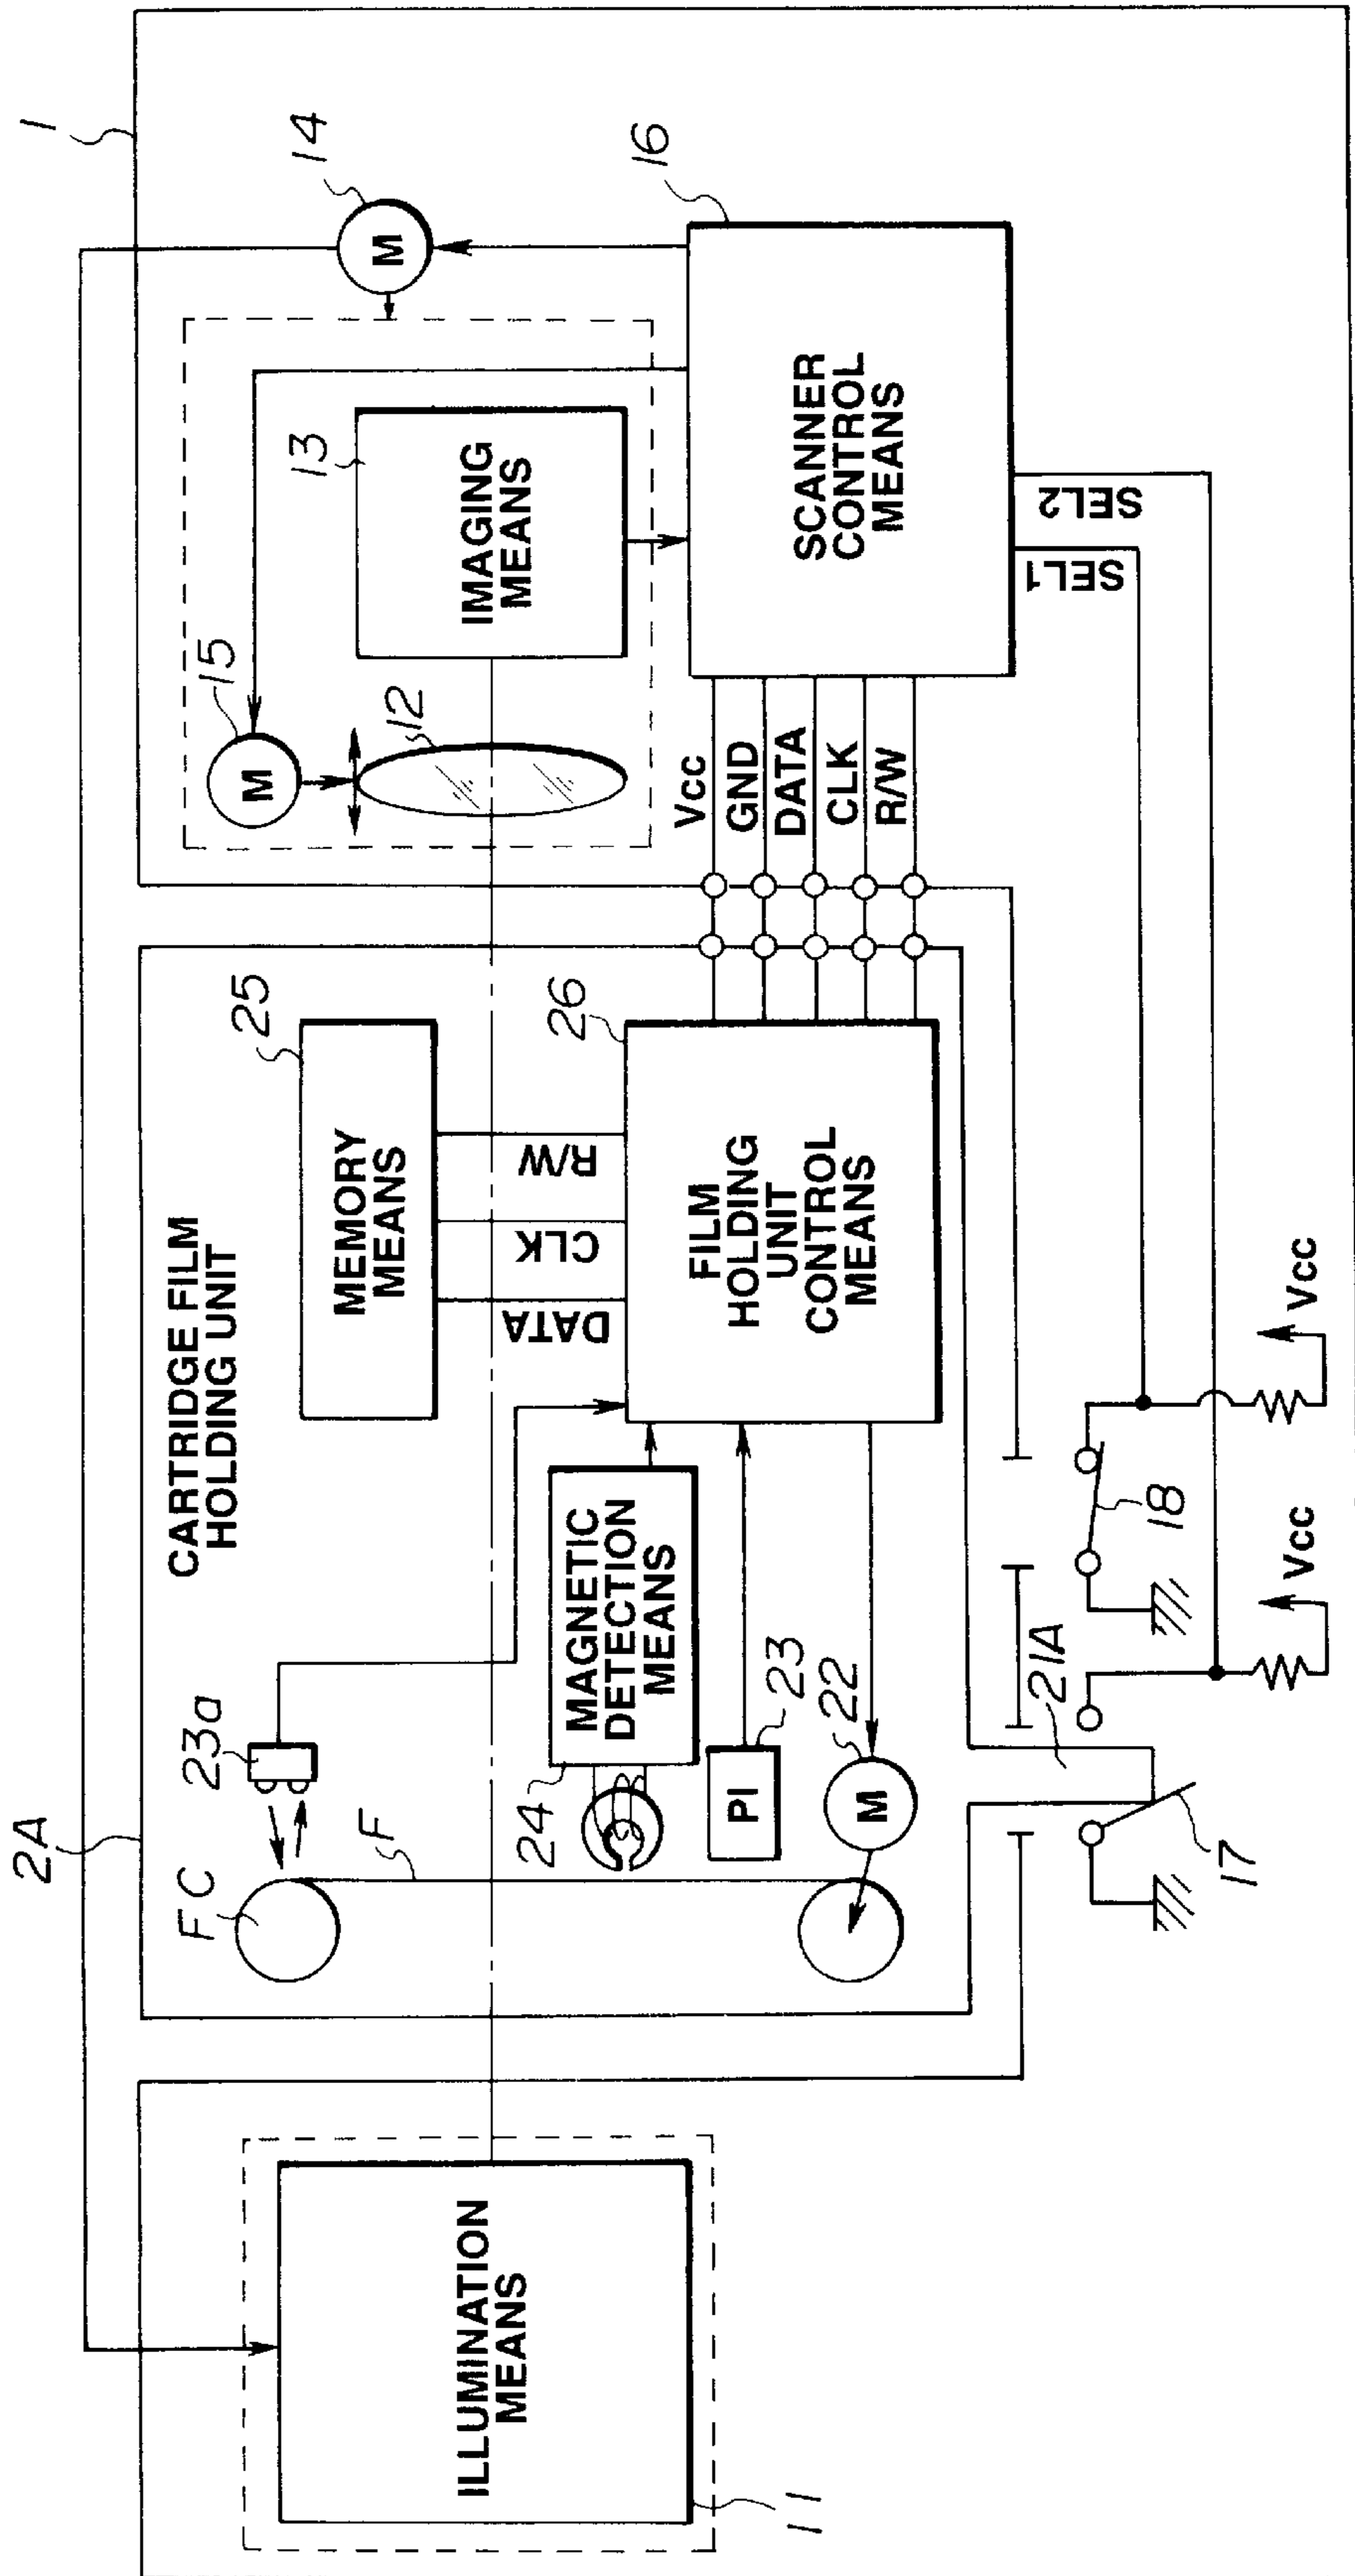 1
2A
14
16
15
13
IMAGING
MEANS
12
M
M
SCANNER
CONTROL
MEANS
Vcc
GND
DATA
CLK
R/W
SEL1
SEL2
CARTRIDGE FILM
HOLDING UNIT
25
MEMORY
MEANS
26
DATA
CLK
R/W
FILM
HOLDING
UNIT
CONTROL
MEANS
23a
FC
F
24
MAGNETIC
DETECTION
MEANS
PI
23
22
M
21A
17
18
Vcc
Vcc
ILLUMINATION
MEANS
11